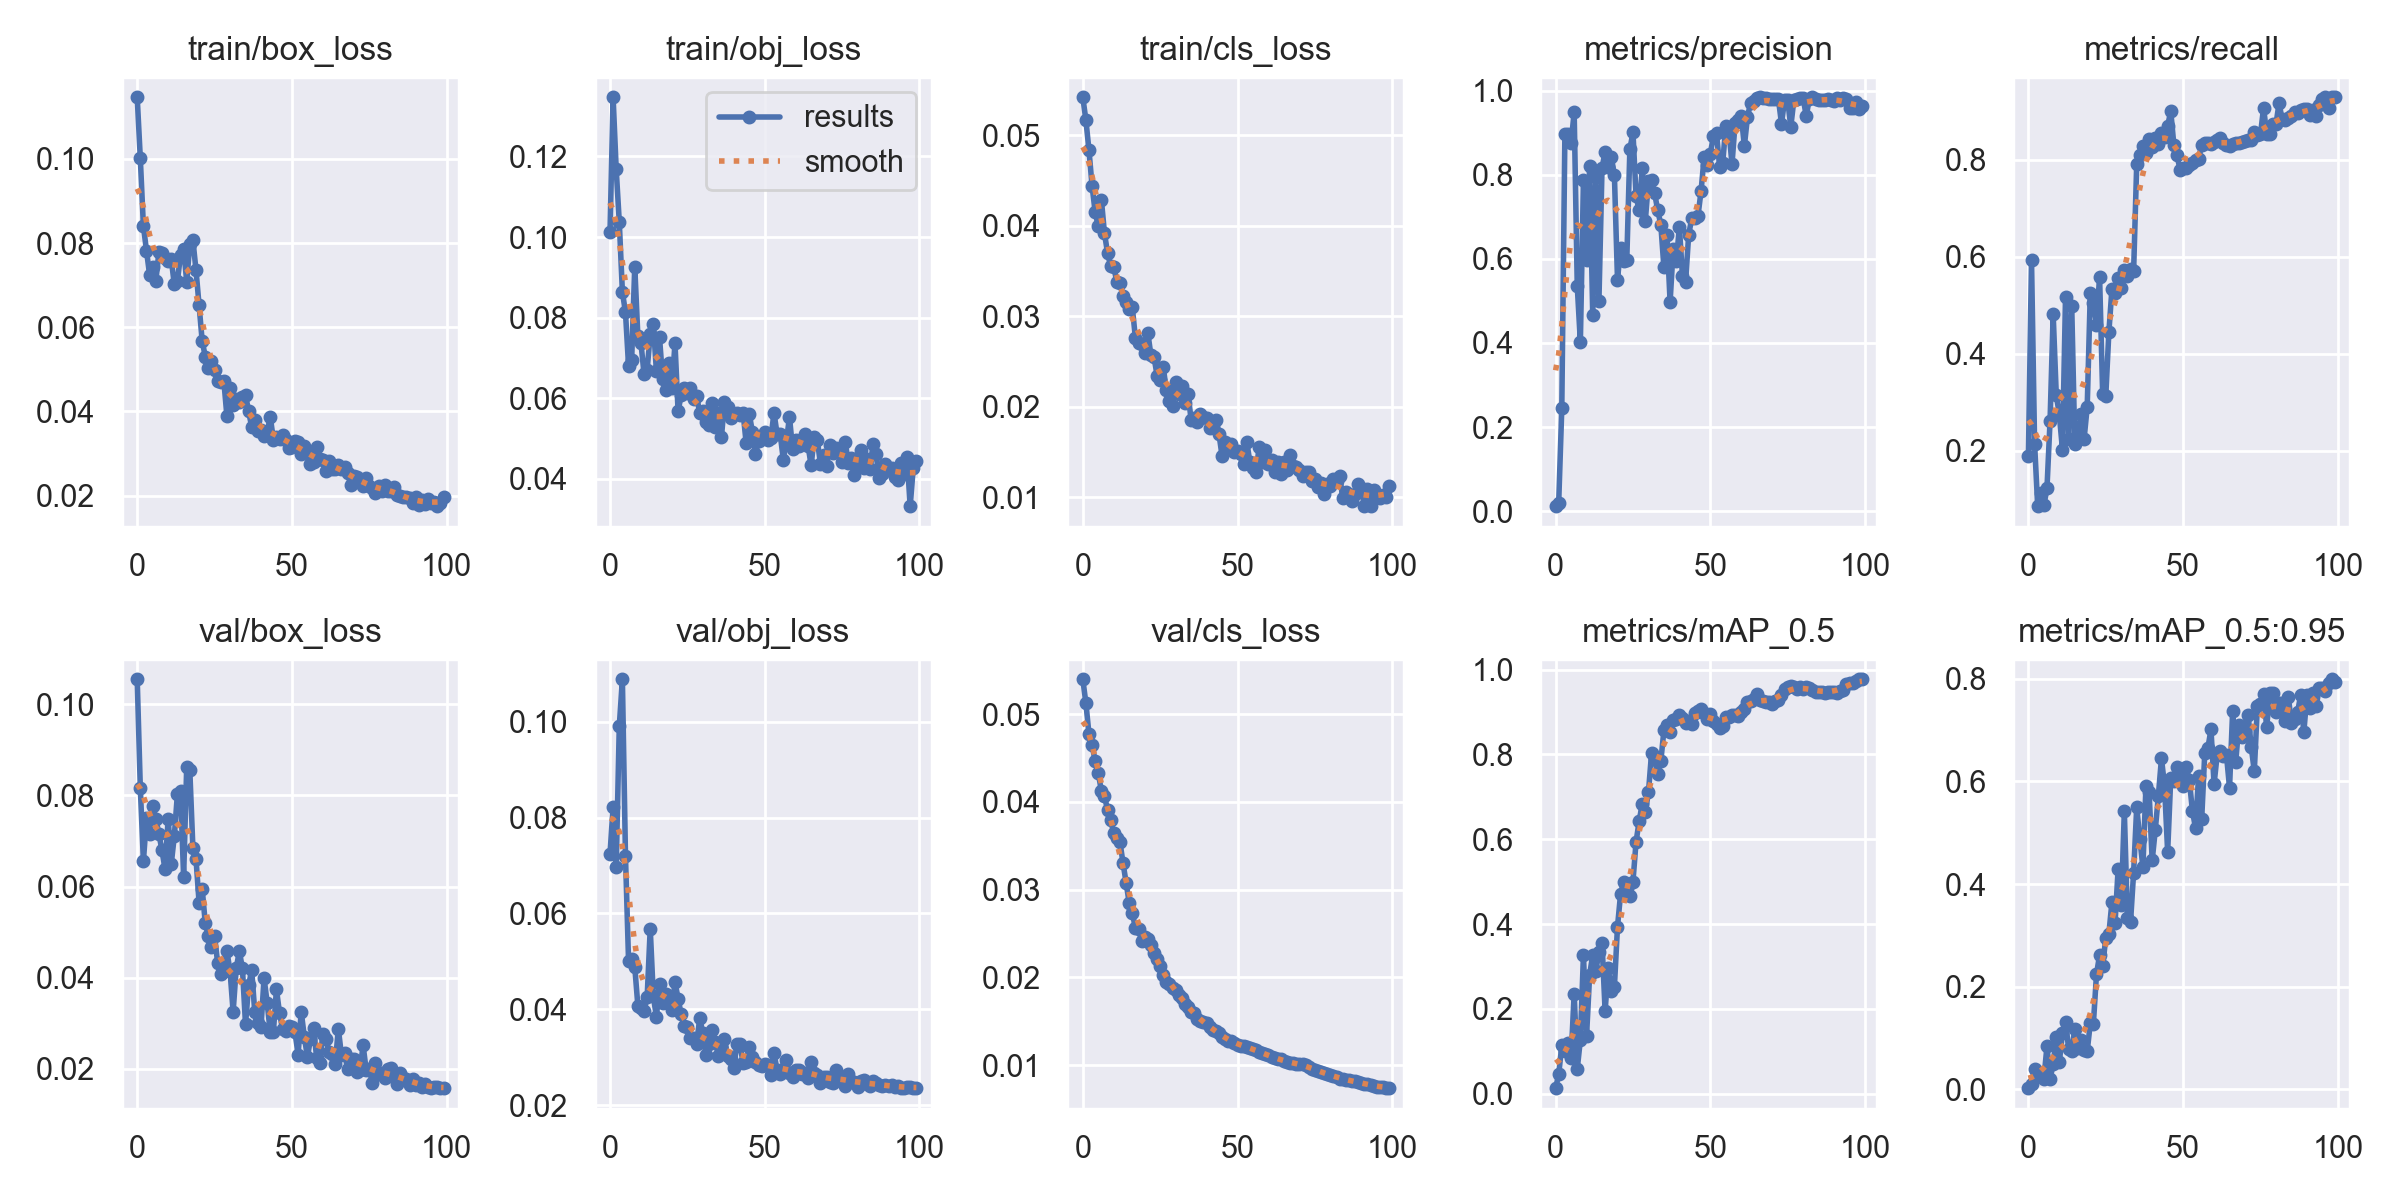 train/box_loss
train/obj_loss
train/cls_loss
metrics/precision
metrics/recall
0.10
0.08
0.06
0.04
0.02
0 50 100
results
smooth
0.12
0.10
0.08
0.06
0.04
0 50 100
0.05
0.04
0.03
0.02
0.01
0 50 100
1.0
0.8
0.6
0.4
0.2
0.0
0 50 100
0.8
0.6
0.4
0.2
0 50 100
val/box_loss
val/obj_loss
val/cls_loss
metrics/mAP_0.5
metrics/mAP_0.5:0.95
0.10
0.08
0.06
0.04
0.02
0 50 100
0.10
0.08
0.06
0.04
0.02
0 50 100
0.05
0.04
0.03
0.02
0.01
0 50 100
1.0
0.8
0.6
0.4
0.2
0.0
0 50 100
0.8
0.6
0.4
0.2
0.0
0 50 100